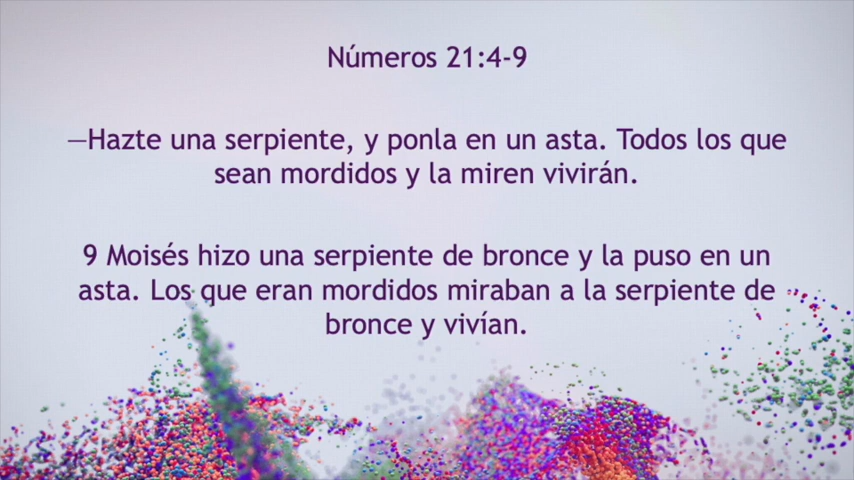 Números 21:4-9
—Hazte una serpiente, y ponla en un asta. Todos los que
sean mordidos y la miren vivirán.
9 Moisés hizo una serpiente de bronce y la puso en un
asta. Los que eran mordidos miraban a la serpiente de
bronce y vivían.